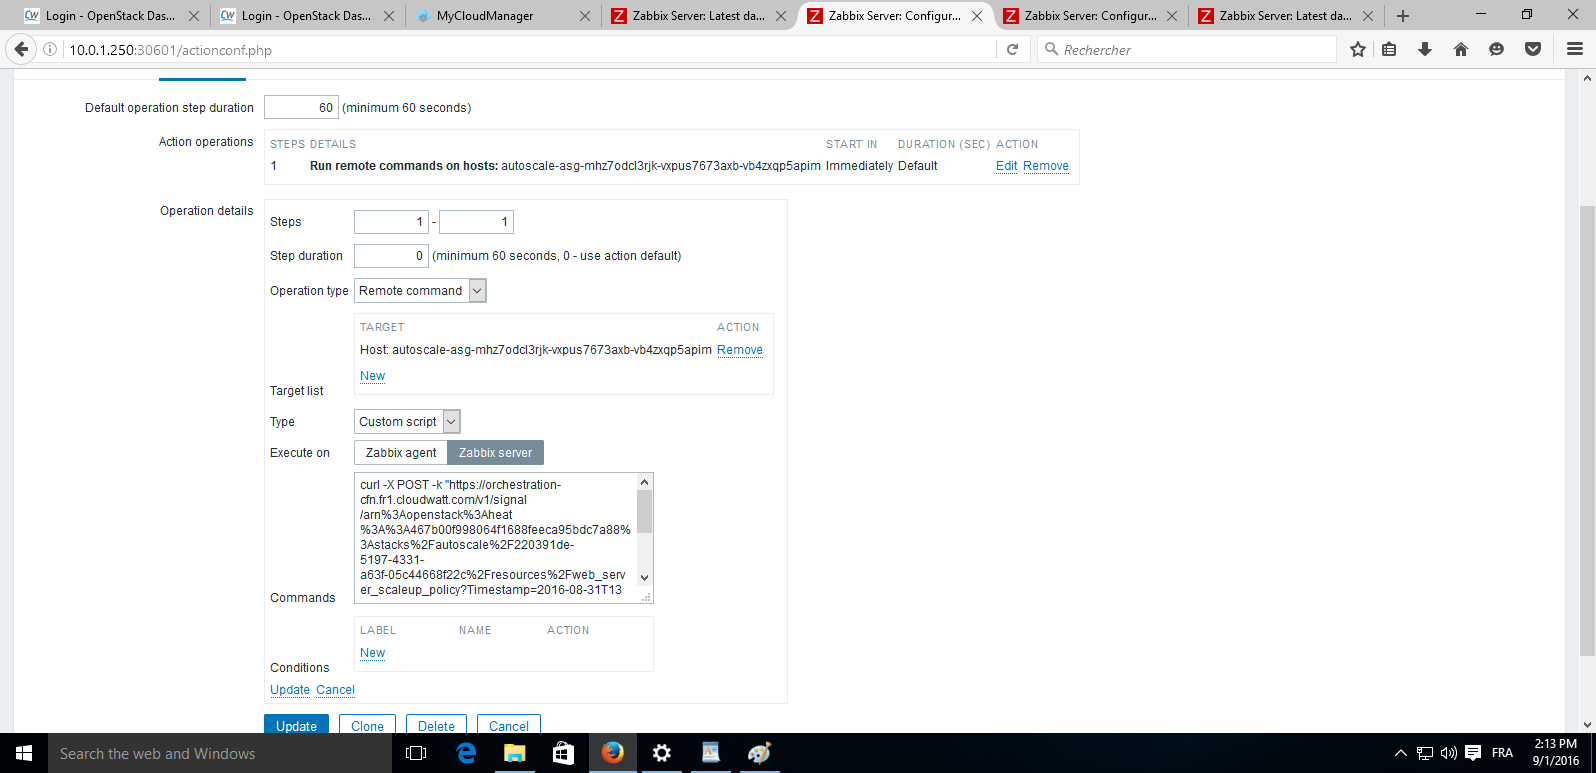 Login - OpenStack Das...
Login - OpenStack Das...
MyCloudManager
Zabbix Server: Latest da...
Zabbix Server: Configur...
Zabbix Server: Configur...
Zabbix Server: Latest da...
10.0.1.250:30601/actionconf.php
Rechercher
Default operation step duration 60 (minimum 60 seconds)
Action operations
STEPS DETAILS START IN DURATION (SEC) ACTION
1 Run remote commands on hosts: autoscale-asg-mhz7odcl3rjk-vxpus7673axb-vb4zxqp5apim Immediately Default Edit Remove
Operation details
Steps 1 - 1
Step duration 0 (minimum 60 seconds, 0 - use action default)
Operation type Remote command
TARGET ACTION
Host: autoscale-asg-mhz7odcl3rjk-vxpus7673axb-vb4zxqp5apim Remove
New
Target list
Type Custom script
Execute on Zabbix agent Zabbix server
curl -X POST -k "https://orchestration-
cfn.fr1.cloudwatt.com/v1/signal
/arn%3Aopenstack%3Aheat
%3A%3A467b00f998064f1688feeca95bdc7a88%
3Astacks%2Fautoscale%2F220391de-
5197-4331-
a63f-05c44668f22c%2Fresources%2Fweb_serv
er_scaleup_policy?Timestamp=2016-08-31T13
Commands
LABEL NAME ACTION
New
Conditions
Update Cancel
Update Clone Delete Cancel
Search the web and Windows
FRA
2:13 PM
9/1/2016